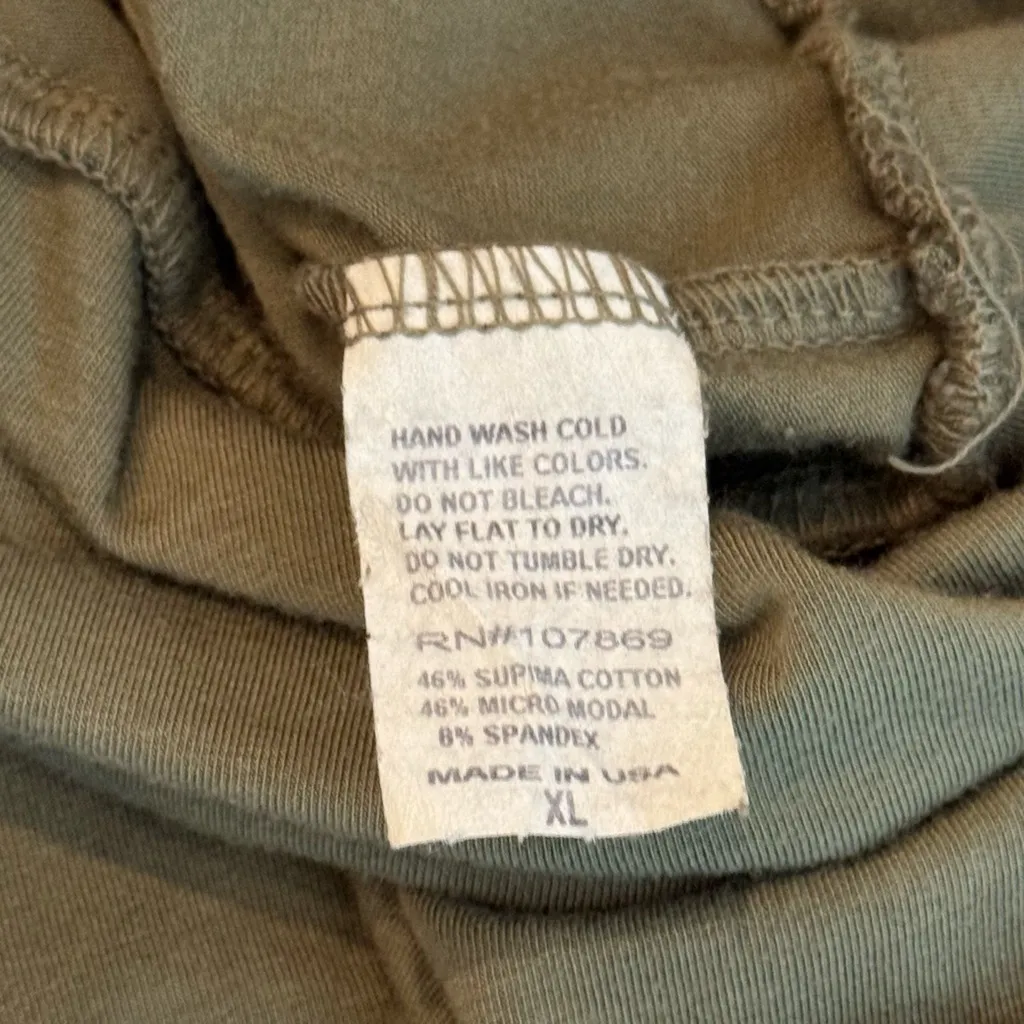 HAND WASH COLD
WITH LIKE COLORS.
DO NOT BLEACH.
LAY FLAT TO DRY.
DO NOT TUMBLE DRY.
COOL IRON IF NEEDED.
RN#107869
46% SUPIMA COTTON
46% MICRO MODAL
8% SPANDEX
MADE IN USA
XL